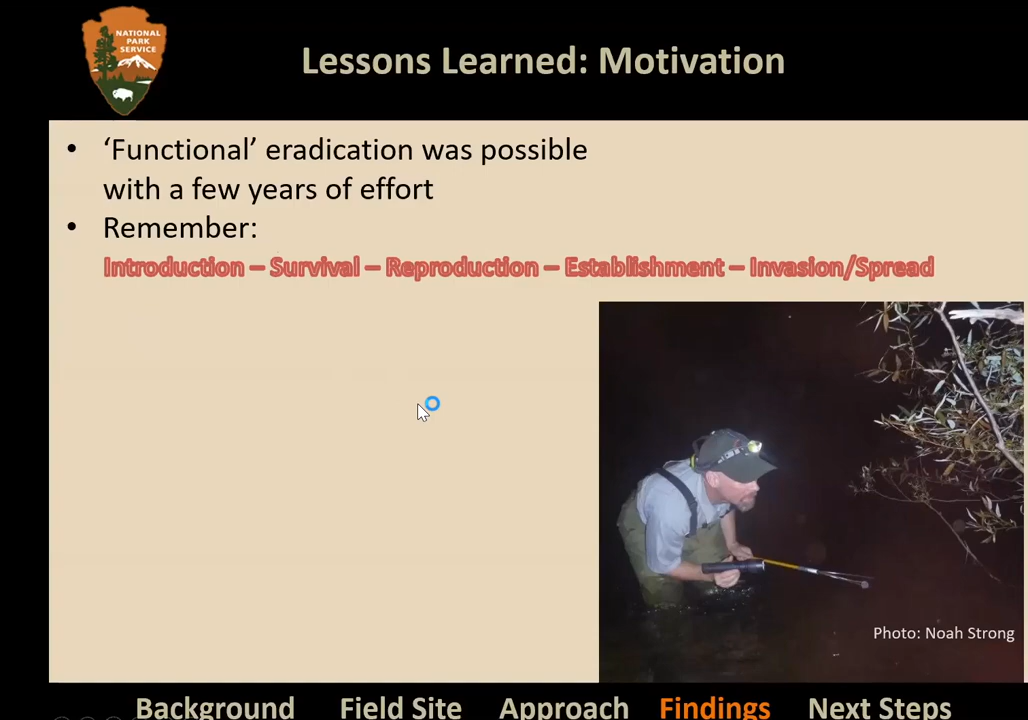 NATIONAL
PARK
SERVICE
Lessons Learned: Motivation
• ‘Functional’ eradication was possible
with a few years of effort
• Remember:
Introduction – Survival – Reproduction – Establishment – Invasion/Spread
Photo: Noah Strong
Background Field Site Approach Findings Next Steps